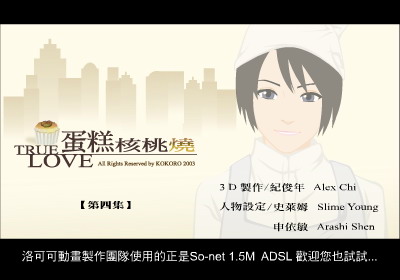 蛋糕核桃燒
TRUE LOVE
All Rights Reserved by KOKORO 2003
【第四集】
3D製作/紀俊年 Alex Chi
人物設定/史萊姆 Slime Young
申依敏 Arashi Shen
洛可可動畫製作團隊使用的正是So-net 1.5M ADSL 歡迎您也試試...